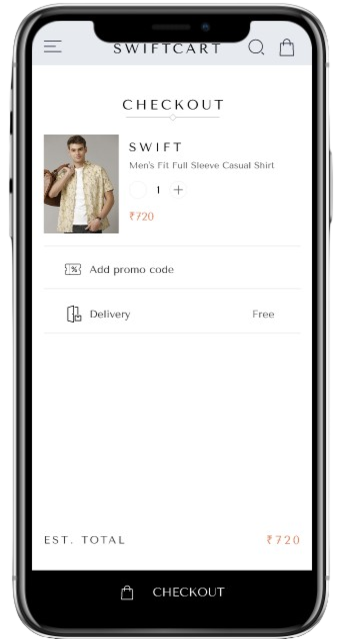 SWIFTCART
CHECKOUT
SWIFT
Men's Fit Full Sleeve Casual Shirt
1 +
₹720
Add promo code
Delivery Free
EST. TOTAL ₹720
CHECKOUT